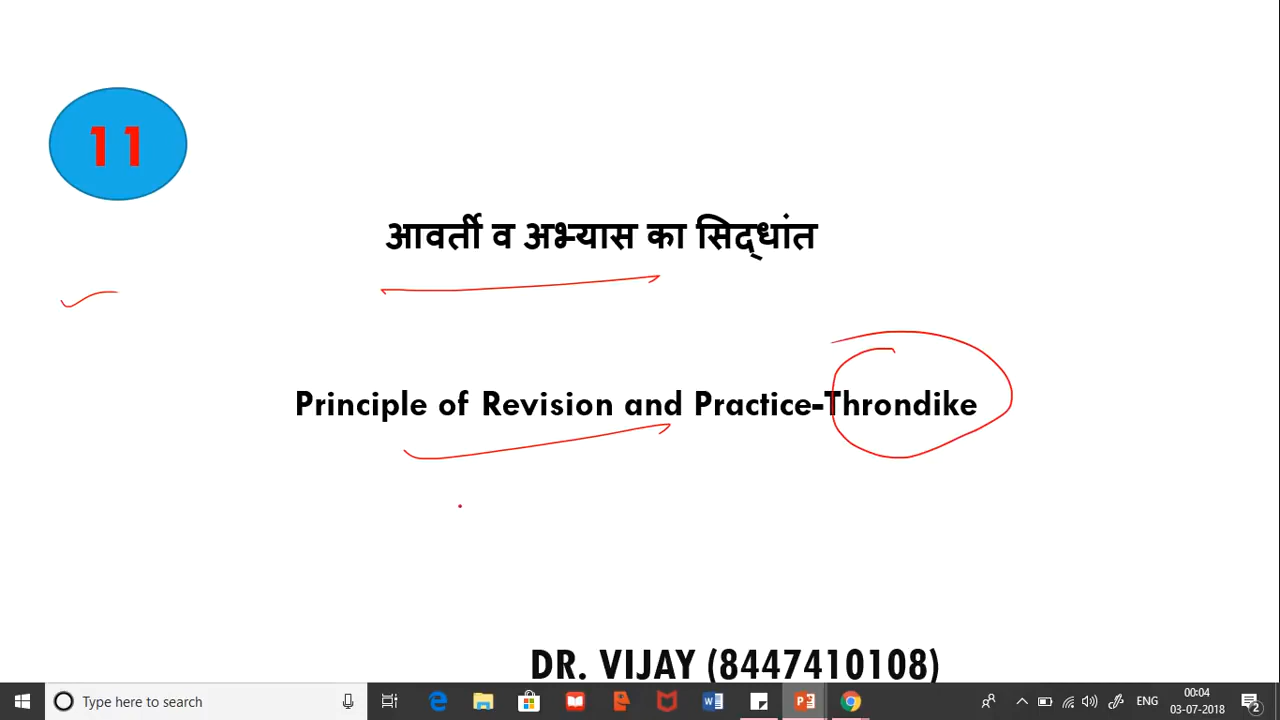 11
आवर्ती व अभ्यास का सिद्धांत
Principle of Revision and Practice-Throndike
DR. VIJAY (8447410108)
Type here to search
ENG
00:04
03-07-2018
2